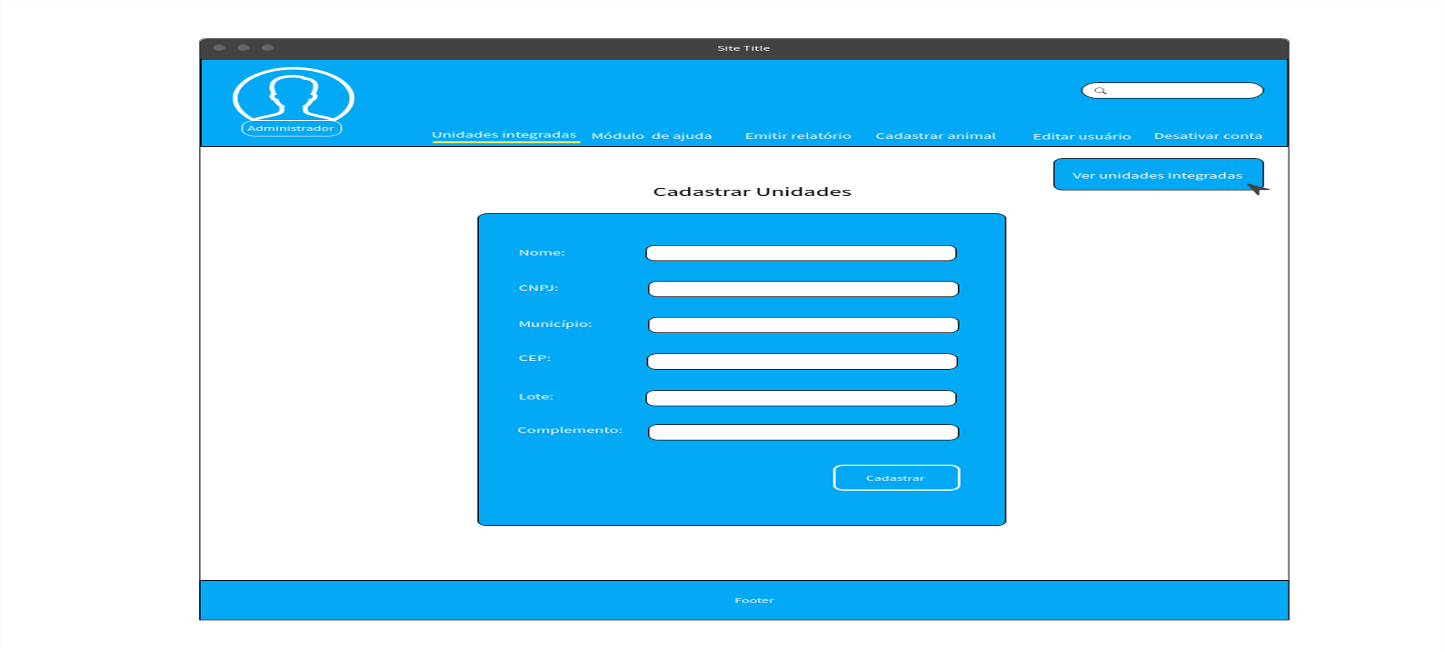 Site Title
Administrador
Unidades integradas
Módulo de ajuda
Emitir relatório
Cadastrar animal
Editar usuário
Desativar conta
Ver unidades Integradas
Cadastrar Unidades
Nome:
CNPJ:
Município:
CEP:
Lote:
Complemento:
Cadastrar
Footer